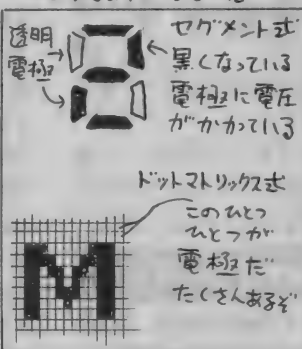 透明
電極
セグメント式
黒くなっている
電極に電圧
がかかっている
ドットマトリックス式
このひとつ
ひとつが
電極だ
たくさんあるぞ
M